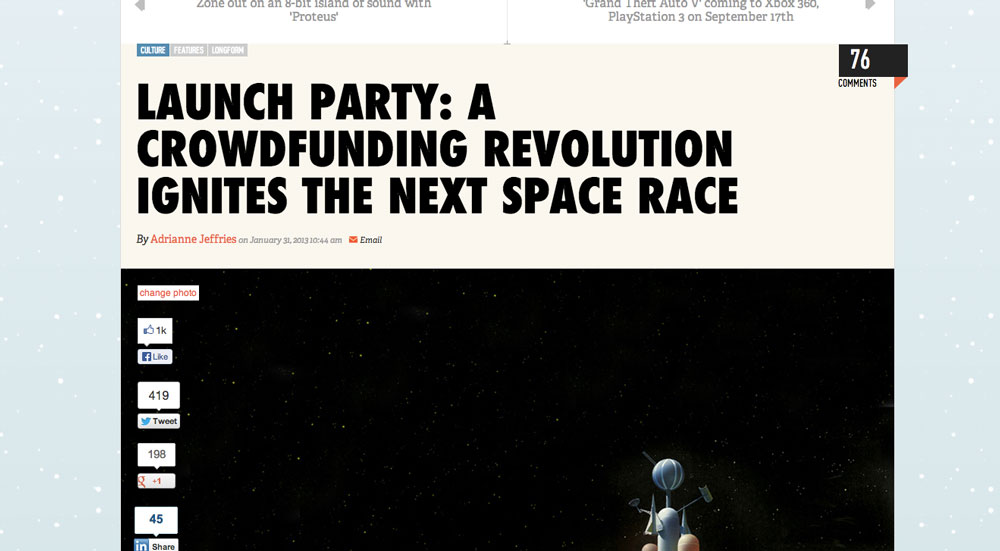 Zone out on an 8-bit island of sound with
'Proteus'
'Grand Theft Auto V' coming to Xbox 360,
PlayStation 3 on September 17th
CULTURE FEATURES LONGFORM
76
COMMENTS
LAUNCH PARTY: A
CROWDFUNDING REVOLUTION
IGNITES THE NEXT SPACE RACE
By Adrianne Jeffries on January 31, 2013 10:44 am Email
change photo
1k
Like
419
Tweet
198
+1
45
in Share